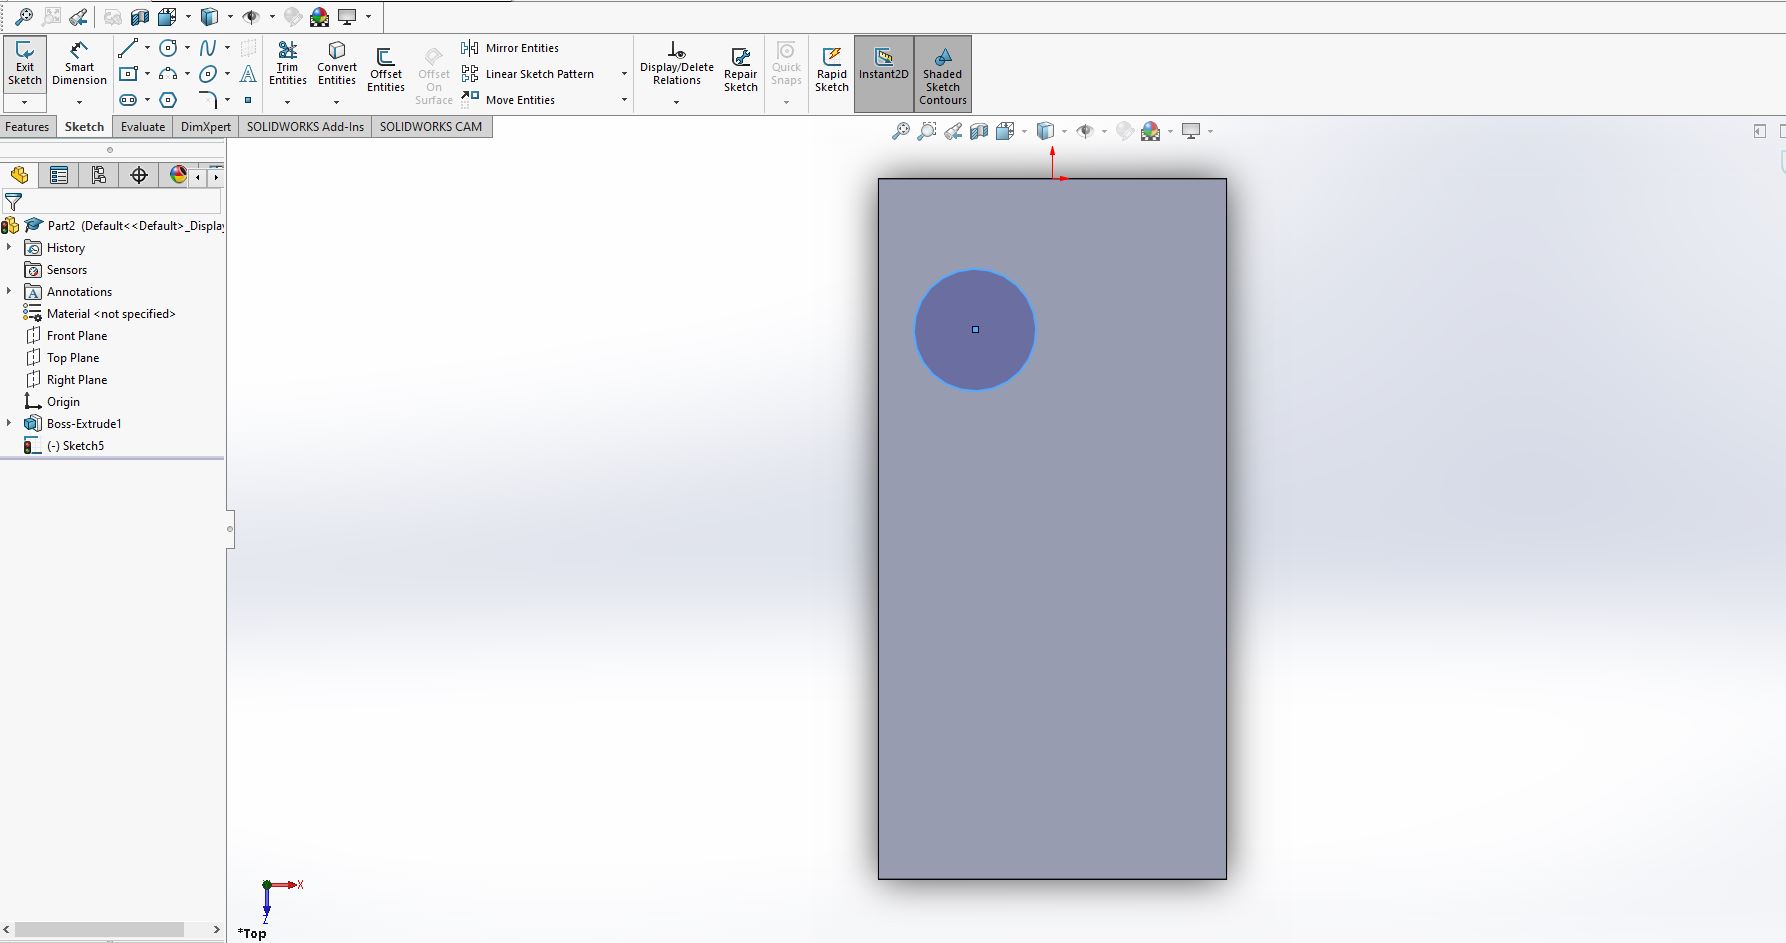 Exit Sketch
Smart Dimension
Trim Entities
Convert Entities
Offset Entities
Offset On Surface
Mirror Entities
Linear Sketch Pattern
Move Entities
Display/Delete Relations
Repair Sketch
Quick Snaps
Rapid Sketch
Instant2D
Shaded Sketch Contours
Features
Sketch
Evaluate
DimXpert
SOLIDWORKS Add-Ins
SOLIDWORKS CAM
Part2 (Default<<Default>_Display
History
Sensors
A Annotations
Material <not specified>
Front Plane
Top Plane
Right Plane
Origin
Boss-Extrude1
(-) Sketch5
X
Z
*Top